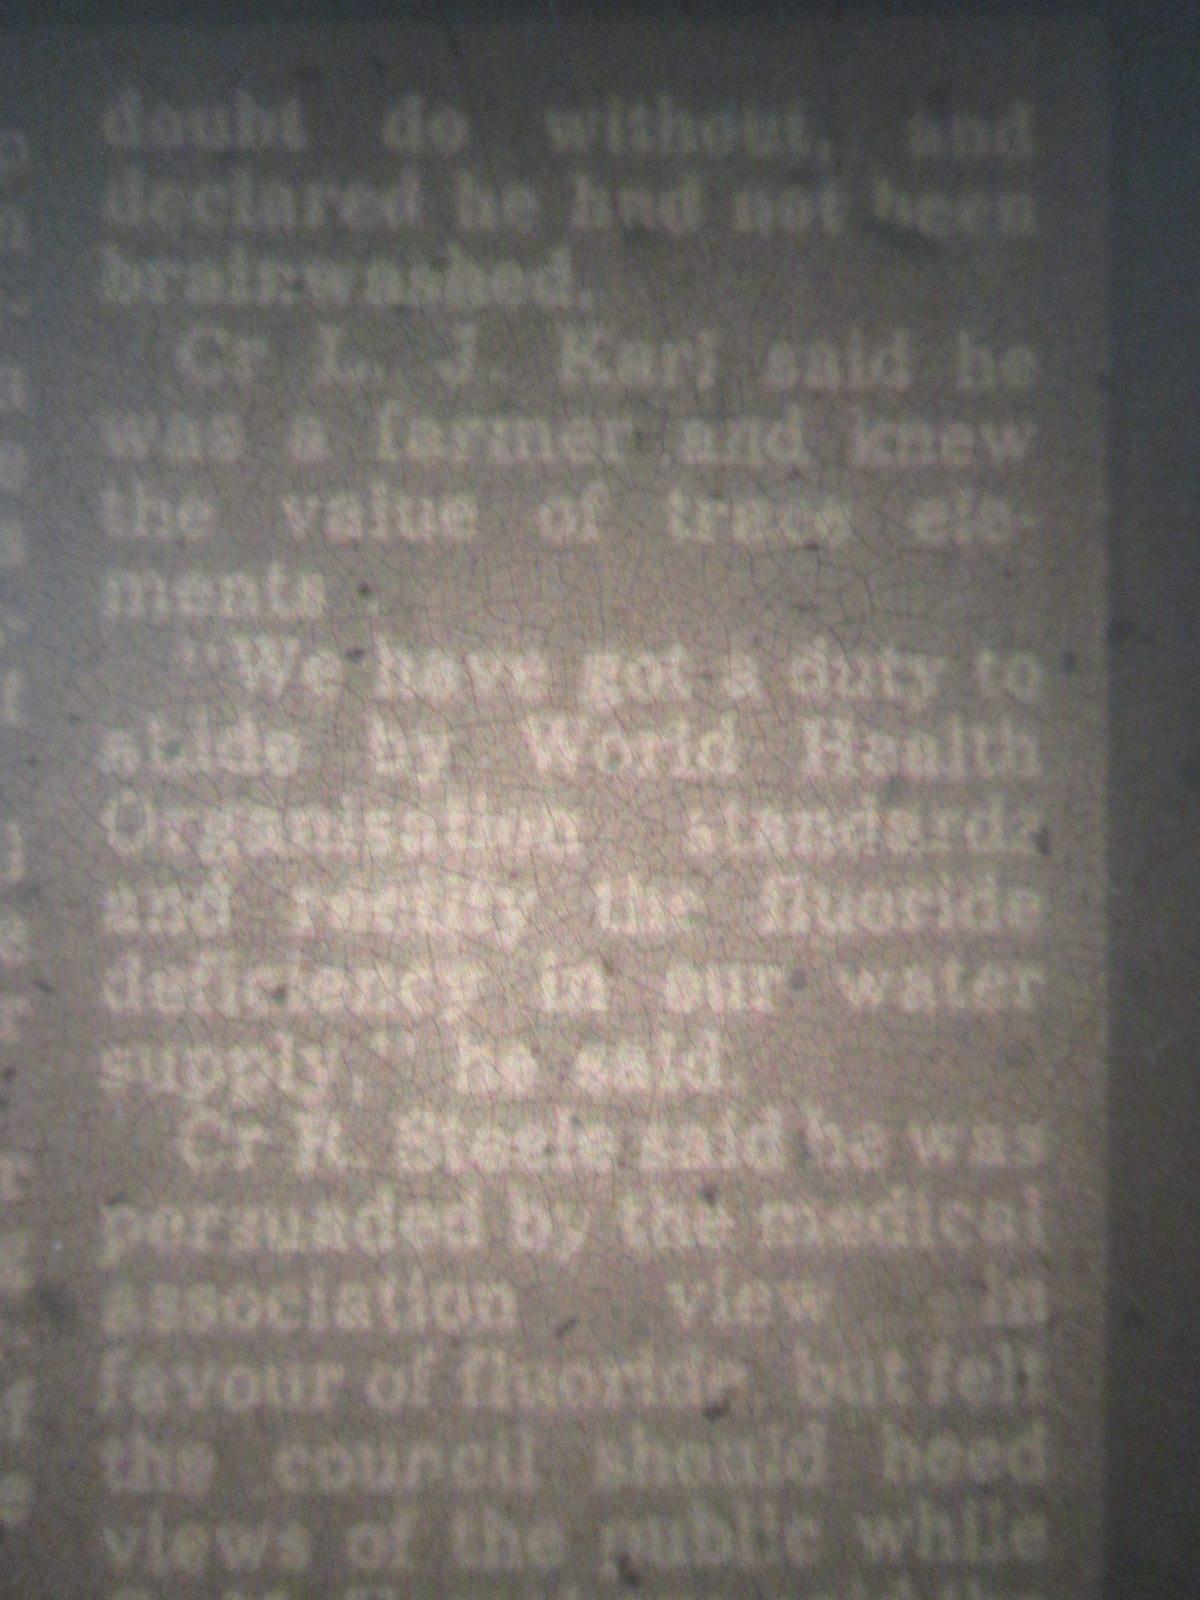 doubt do without, and
declared he had not been
brainwashed.
Cr L. J. Karl said he
was a farmer and knew
the value of trace ele-
ments.
"We have got a duty to
abide by World Health
Organisation standards
and remedy the fluoride
deficiency in our water
supply," he said.
Cr R. Steele said he was
persuaded by the medical
association view in
favour of fluoride, but felt
the council should heed
views of the public while